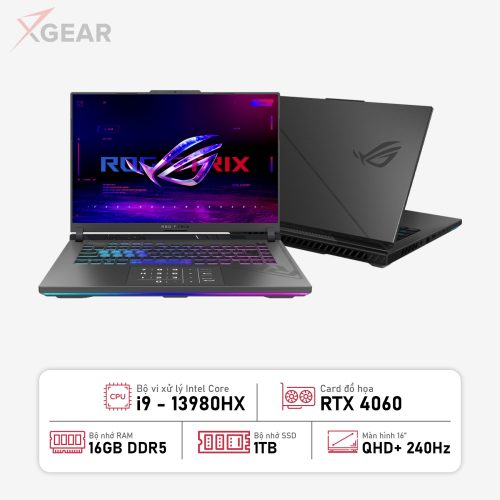 XGEAR
ROG STRIX
CPU
Bộ vi xử lý Intel Core
i9 - 13980HX
Card đồ họa
RTX 4060
Bộ nhớ RAM
16GB DDR5
Bộ nhớ SSD
1TB
Màn hình 16"
QHD+ 240Hz